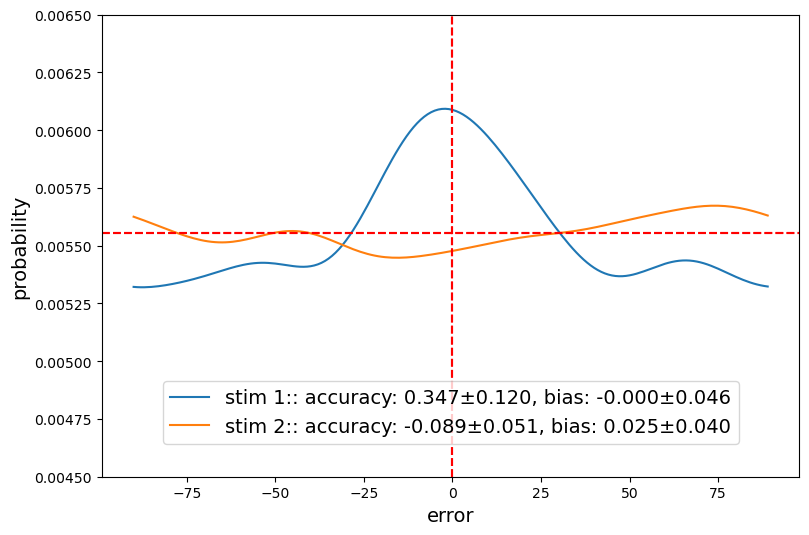 0.00650
0.00625
0.00600
0.00575
0.00550
0.00525
0.00500
0.00475
0.00450
probability
stim 1:: accuracy: 0.347±0.120, bias: -0.000±0.046
stim 2:: accuracy: -0.089±0.051, bias: 0.025±0.040
−75 −50 −25 0 25 50 75
error